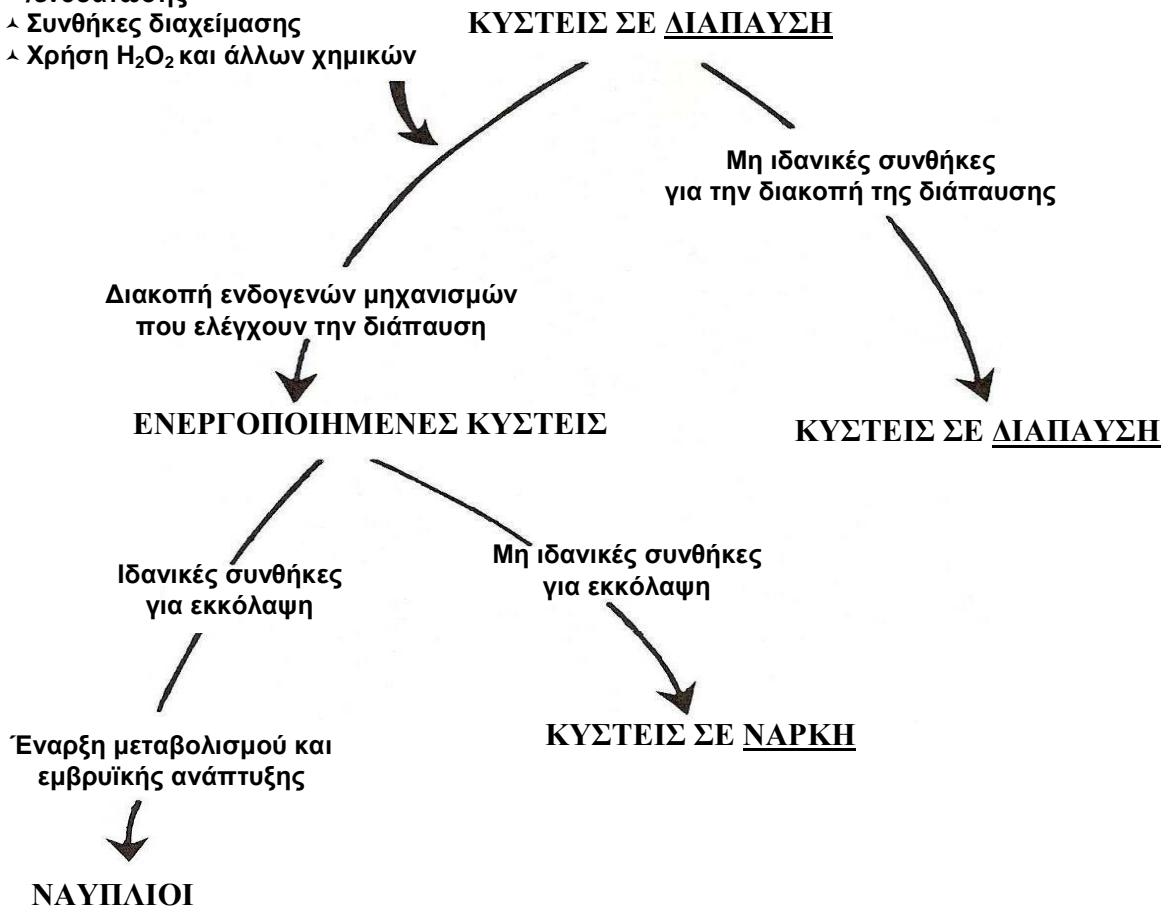 ⅄ Συνθήκες διαχείμασης
⅄ Χρήση H₂O₂ και άλλων χημικών
ΚΥΣΤΕΙΣ ΣΕ ΔΙΑΠΑΥΣΗ
Μη ιδανικές συνθήκες
για την διακοπή της διάπαυσης
Διακοπή ενδογενών μηχανισμών
που ελέγχουν την διάπαυση
ΕΝΕΡΓΟΠΟΙΗΜΕΝΕΣ ΚΥΣΤΕΙΣ
ΚΥΣΤΕΙΣ ΣΕ ΔΙΑΠΑΥΣΗ
Ιδανικές συνθήκες
για εκκόλαψη
Μη ιδανικές συνθήκες
για εκκόλαψη
ΚΥΣΤΕΙΣ ΣΕ ΝΑΡΚΗ
Έναρξη μεταβολισμού και
εμβρυϊκής ανάπτυξης
ΝΑΥΠΛΙΟΙ